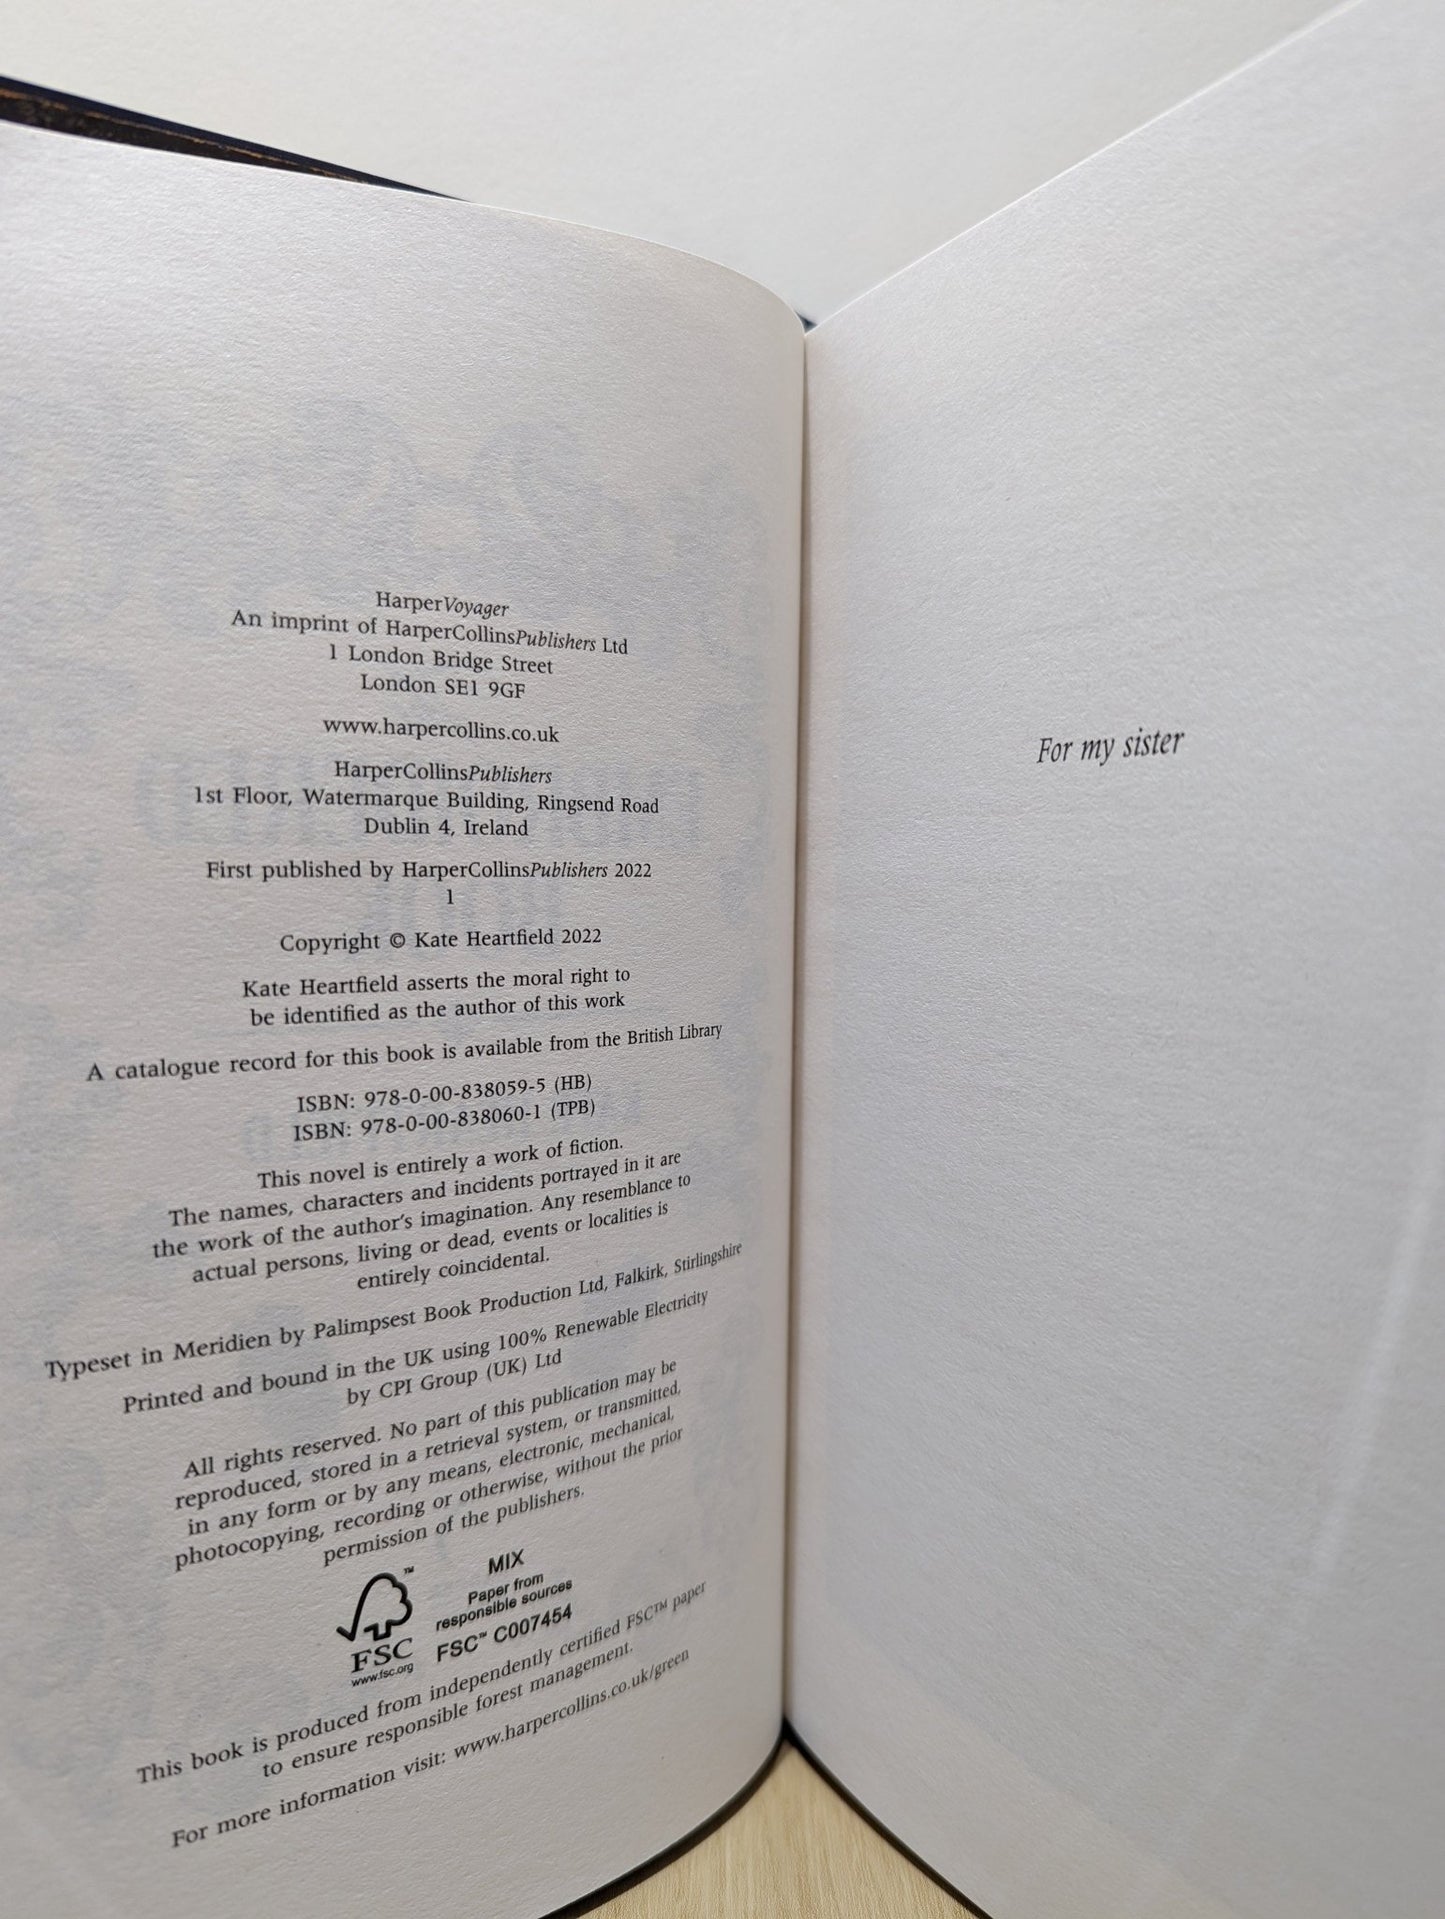 HarperVoyager
An imprint of HarperCollinsPublishers Ltd
1 London Bridge Street
London SE1 9GF
www.harpercollins.co.uk
HarperCollinsPublishers
1st Floor, Watermarque Building, Ringsend Road
Dublin 4, Ireland
First published by HarperCollinsPublishers 2022
1
Copyright © Kate Heartfield 2022
Kate Heartfield asserts the moral right to
be identified as the author of this work
A catalogue record for this book is available from the British Library
ISBN: 978-0-00-838059-5 (HB)
ISBN: 978-0-00-838060-1 (TPB)
This novel is entirely a work of fiction.
The names, characters and incidents portrayed in it are
the work of the author's imagination. Any resemblance to
actual persons, living or dead, events or localities is
entirely coincidental.
Typeset in Meridien by Palimpsest Book Production Ltd, Falkirk, Stirlingshire
Printed and bound in the UK using 100% Renewable Electricity
by CPI Group (UK) Ltd
All rights reserved. No part of this publication may be
reproduced, stored in a retrieval system, or transmitted,
in any form or by any means, electronic, mechanical,
photocopying, recording or otherwise, without the prior
permission of the publishers.
™
FSC
www.fsc.org
MIX
Paper from
responsible sources
FSC™ C007454
This book is produced from independently certified FSC™ paper
to ensure responsible forest management.
For more information visit: www.harpercollins.co.uk/green
For my sister